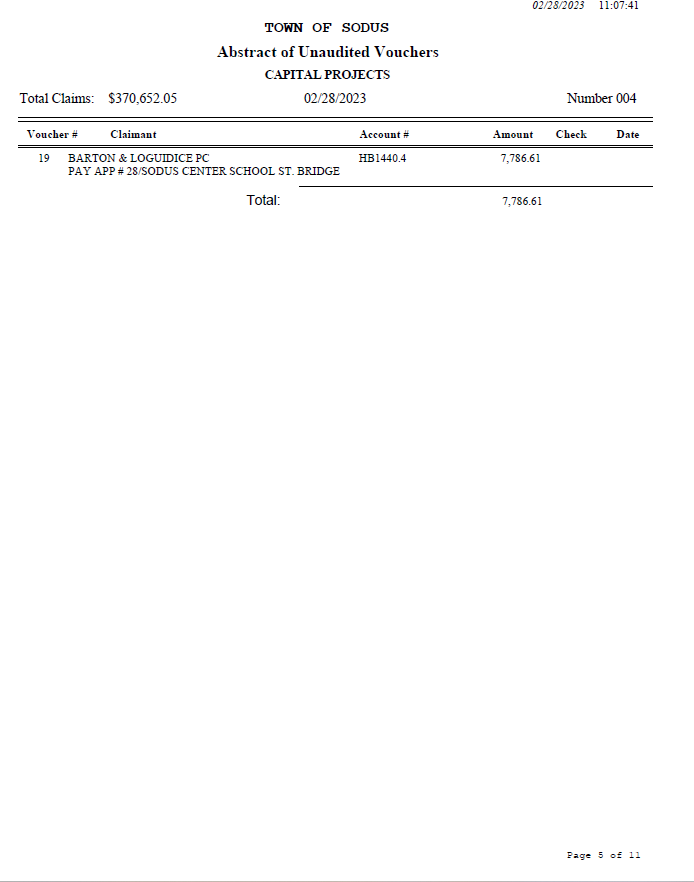 02/28/2023 11:07:41
TOWN OF SODUS
Abstract of Unaudited Vouchers
CAPITAL PROJECTS
Total Claims: $370,652.05 02/28/2023 Number 004
Voucher # Claimant Account # Amount Check Date
19 BARTON & LOGUIDICE PC HB1440.4 7,786.61
PAY APP # 28/SODUS CENTER SCHOOL ST. BRIDGE
Total: 7,786.61
Page 5 of 11